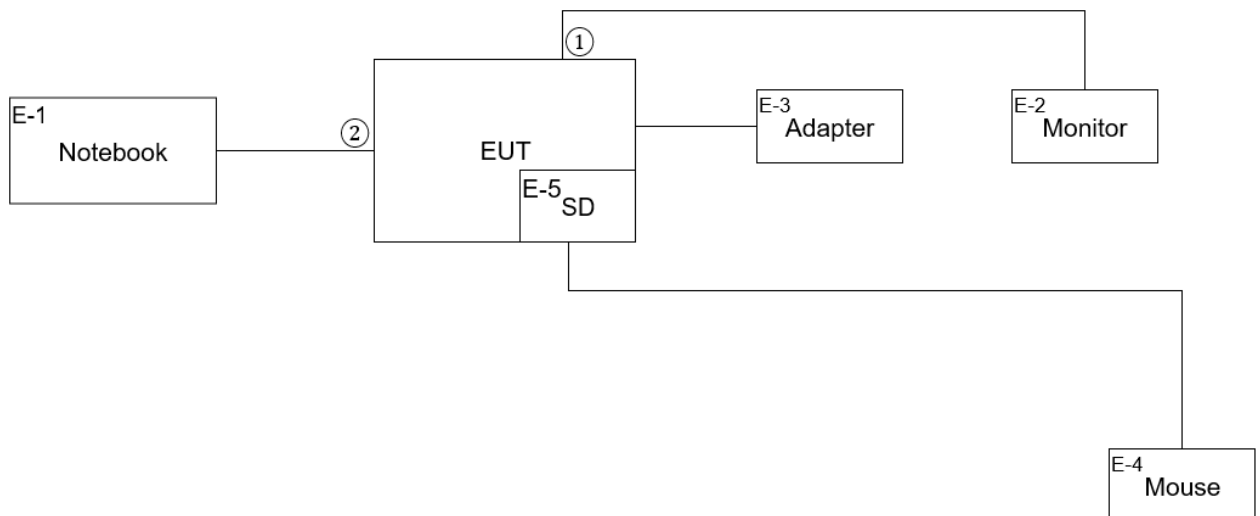 ①
E-1
Notebook
②
EUT
E-3
Adapter
E-2
Monitor
E-5
SD
E-4
Mouse